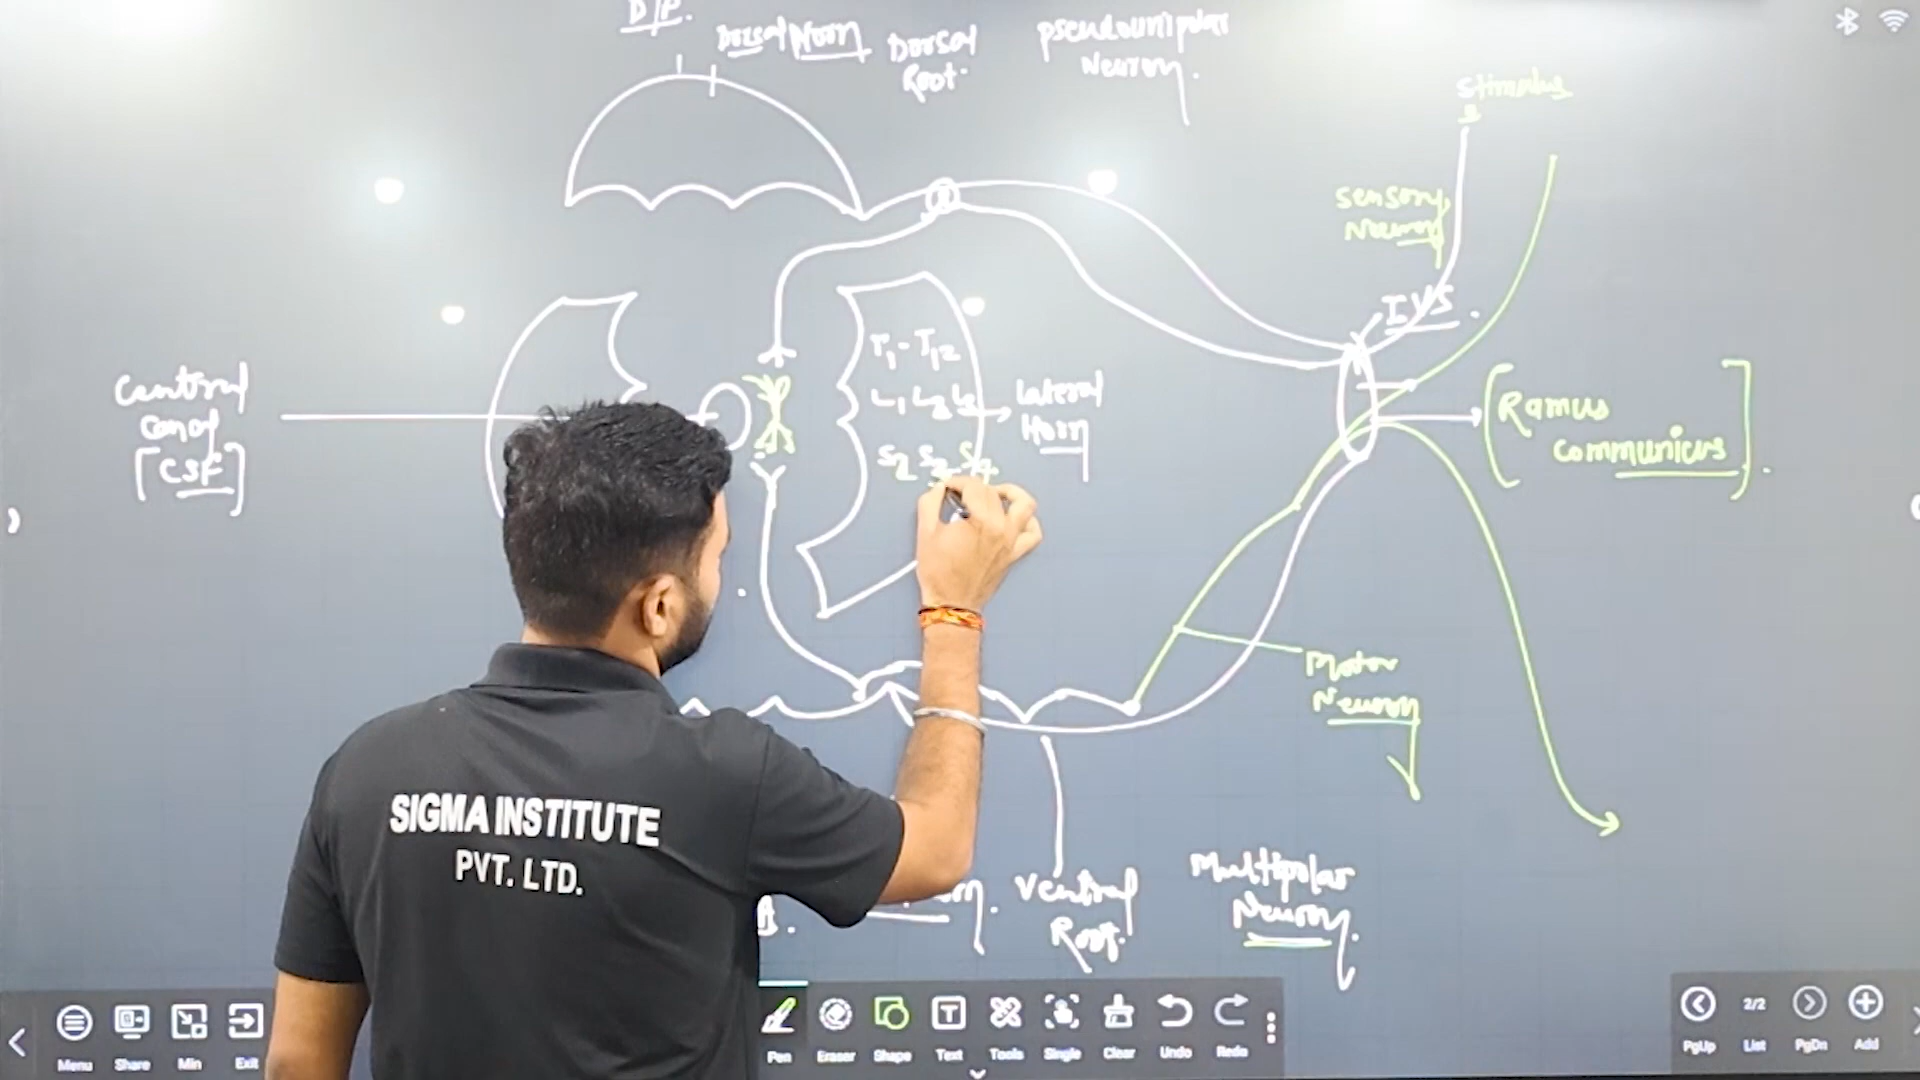 D/P.
Dorsal Horn
Dorsal
Root.
pseudounipolar
Neuron.
Stimulus
Sensory
Neuron
IVS.
T1-T12
L1 L2 L3
S2 S3 S4
lateral
Horn
Central
Canal
[CSF]
[Ramus
communicus].
Motor
Neuron
SIGMA INSTITUTE
PVT. LTD.
Ventral
Root.
Multipolar
Neuron.
Menu
Share
Min
Exit
Pen
Eraser
Shape
Text
Tools
Single
Clear
Undo
Redo
2/2
PgUp
List
PgDn
Add